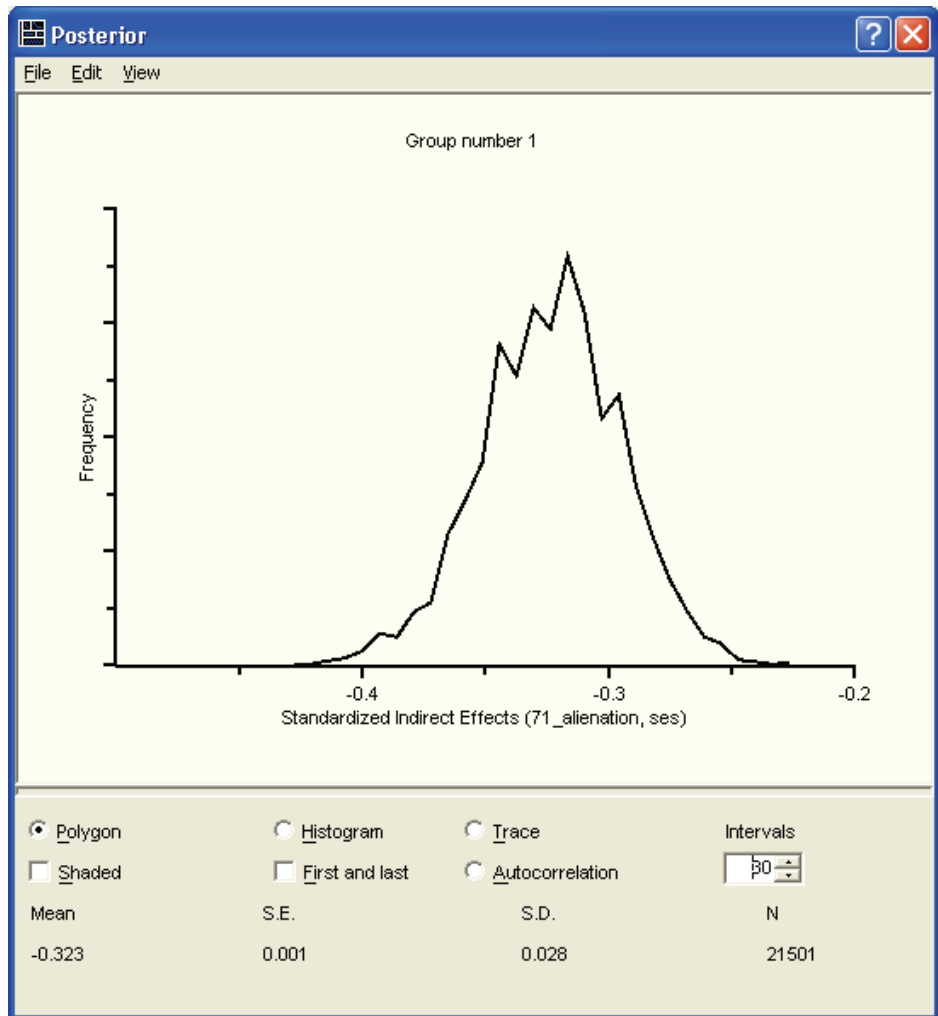 Posterior
File Edit View
Group number 1
Frequency
-0.4 -0.3 -0.2
Standardized Indirect Effects (71_alienation, ses)
Polygon Histogram Trace Intervals
Shaded First and last Autocorrelation 30
Mean S.E. S.D. N
-0.323 0.001 0.028 21501